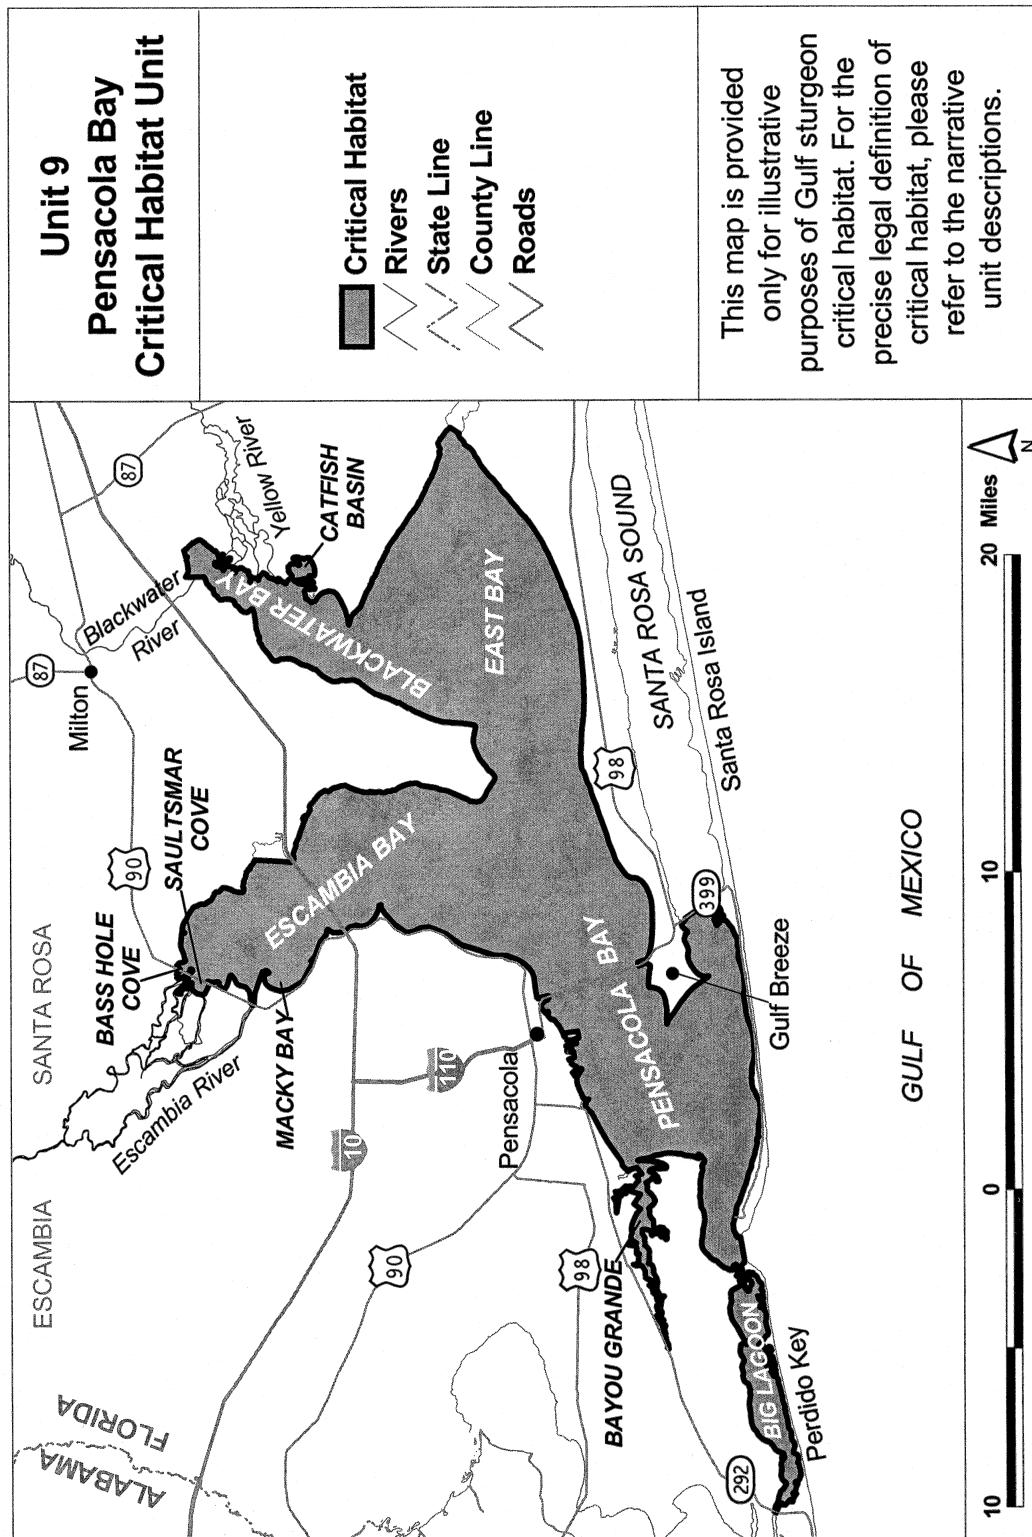 Unit 9
Pensacola Bay
Critical Habitat Unit
Critical Habitat
Rivers
State Line
County Line
Roads
This map is provided
only for illustrative
purposes of Gulf sturgeon
critical habitat. For the
precise legal definition of
critical habitat, please
refer to the narrative
unit descriptions.
ALABAMA
FLORIDA
ESCAMBIA
SANTA ROSA
Escambia River
BASS HOLE
COVE
SAULTSMAR
COVE
90
Milton
87
Blackwater
River
87
Yellow River
CATFISH
BASIN
BLACKWATER BAY
MACKY BAY
ESCAMBIA BAY
EAST BAY
10
110
90
Pensacola
98
BAYOU GRANDE
PENSACOLA BAY
98
SANTA ROSA SOUND
Santa Rosa Island
399
Gulf Breeze
292
BIG LAGOON
Perdido Key
GULF OF MEXICO
10
0
10
20
Miles
N